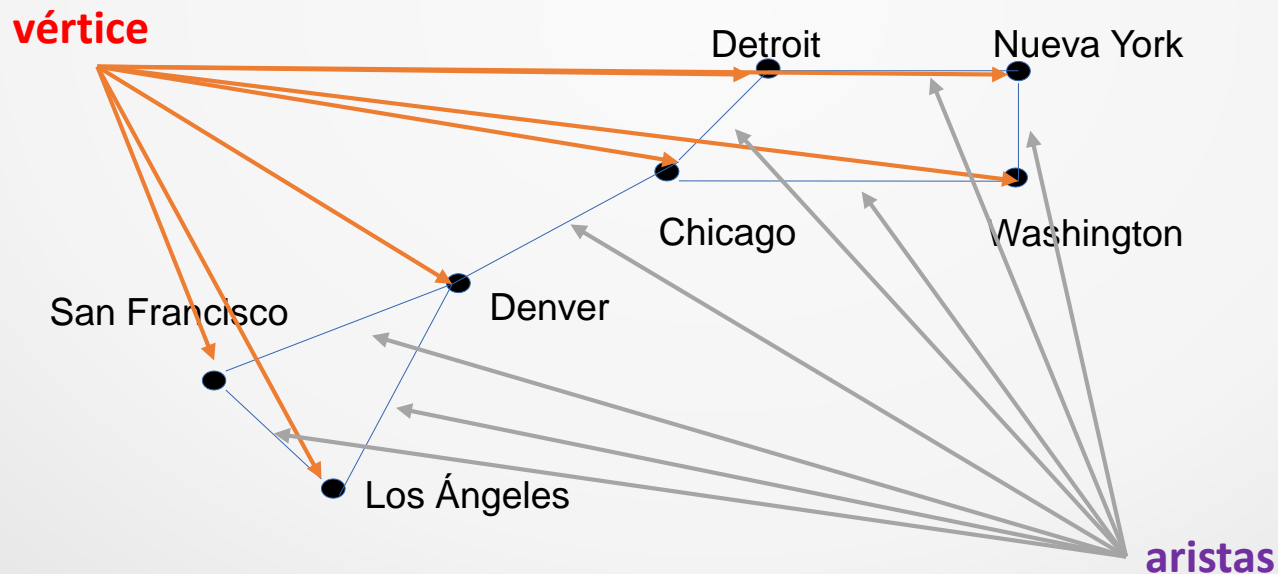 vértice
Detroit
Nueva York
Chicago
Washington
San Francisco
Denver
Los Ángeles
aristas